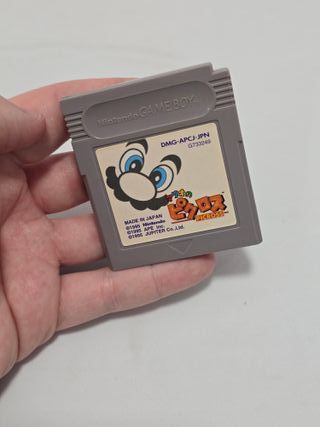 Nintendo GAME BOY
DMG-APCJ-JPN
G733249
マリオの
ピクロス
PICROSS
MADE IN JAPAN
©1995 Nintendo
©1995 APE inc.
©1995 JUPITER Co.,Ltd.